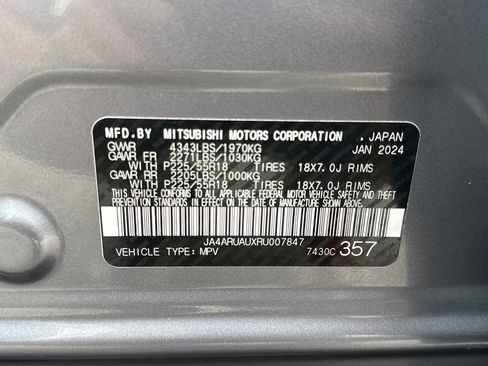 MFD.BY MITSUBISHI MOTORS CORPORATION. JAPAN
GVWR 4343LBS/1970KG JAN 2024
GAWR FR 2271LBS/1030KG
WITH P225/55R18 TIRES 18X7.0J RIMS
GAWR RR 2205LBS/1000KG
WITH P225/55R18 TIRES 18X7.0J RIMS
THIS VEHICLE CONFORMS TO ALL APPLICABLE FEDERAL MOTOR VEHICLE SAFETY AND THEFT
PREVENTION STANDARDS IN EFFECT ON THE DATE OF MANUFACTURE SHOWN ABOVE.
JA4ARUAUXRU007847
VEHICLE TYPE: MPV 7430C 357